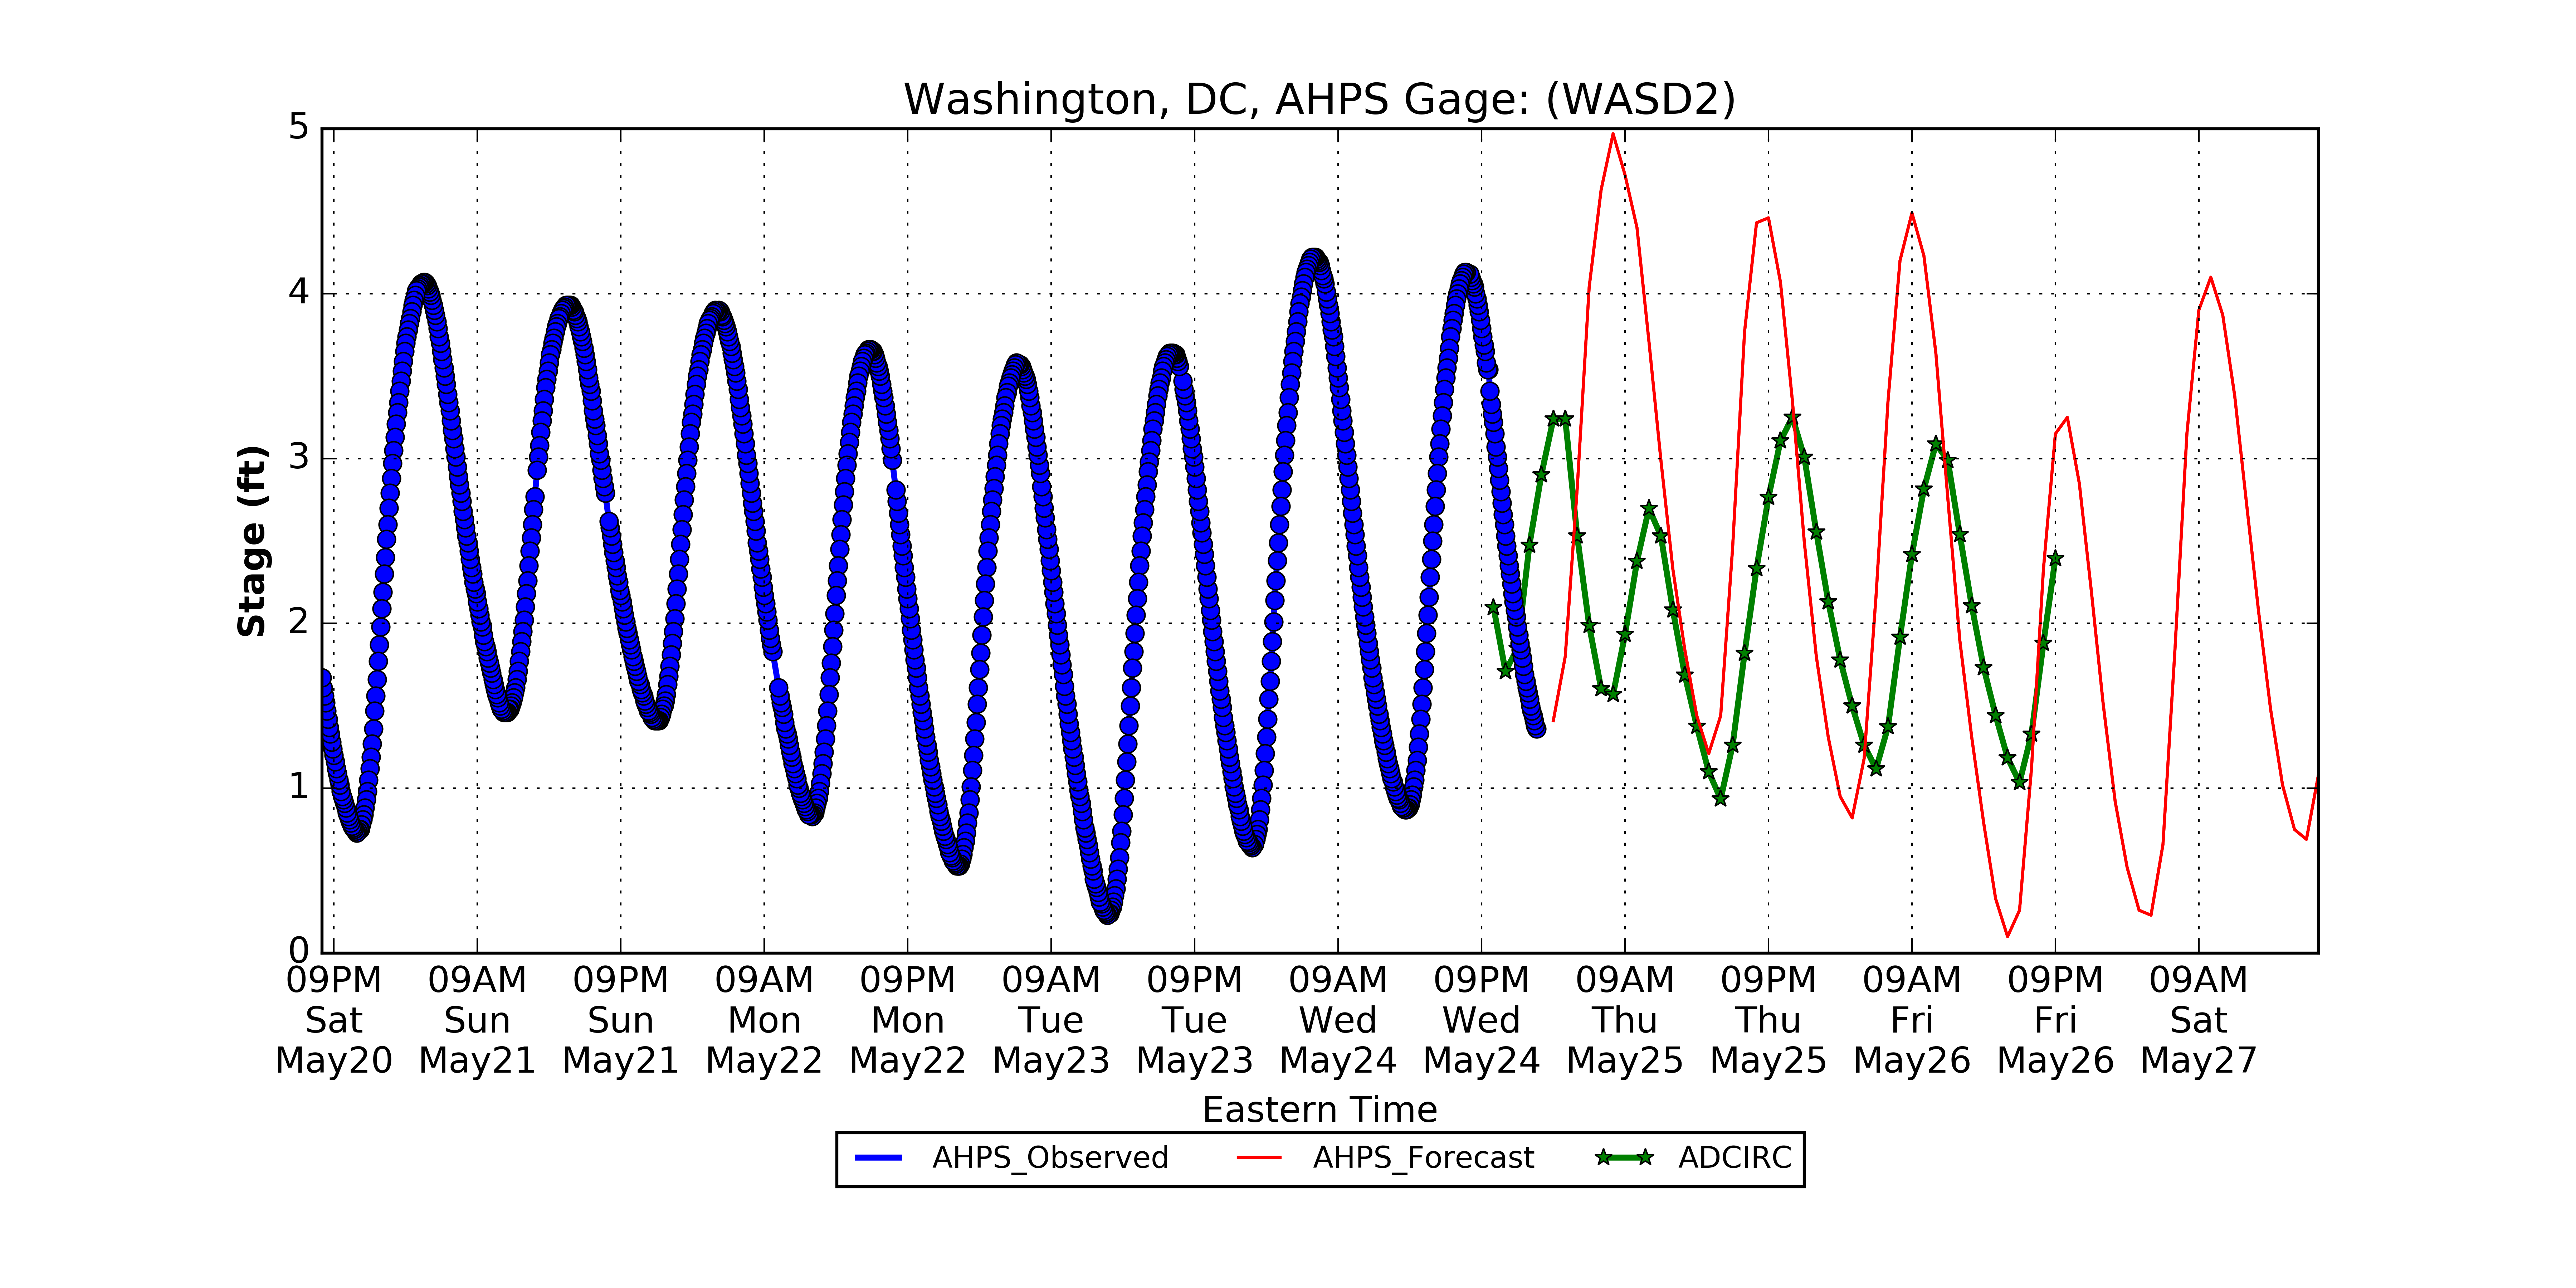 Washington, DC, AHPS Gage: (WASD2)
Stage (ft)
5
4
3
2
1
0
09PM 09AM 09PM 09AM 09PM 09AM 09PM 09AM 09PM 09AM 09PM 09AM 09PM 09AM
Sat Sun Sun Mon Mon Tue Tue Wed Wed Thu Thu Fri Fri Sat
May20 May21 May21 May22 May22 May23 May23 May24 May24 May25 May25 May26 May26 May27
Eastern Time
AHPS_Observed AHPS_Forecast ADCIRC